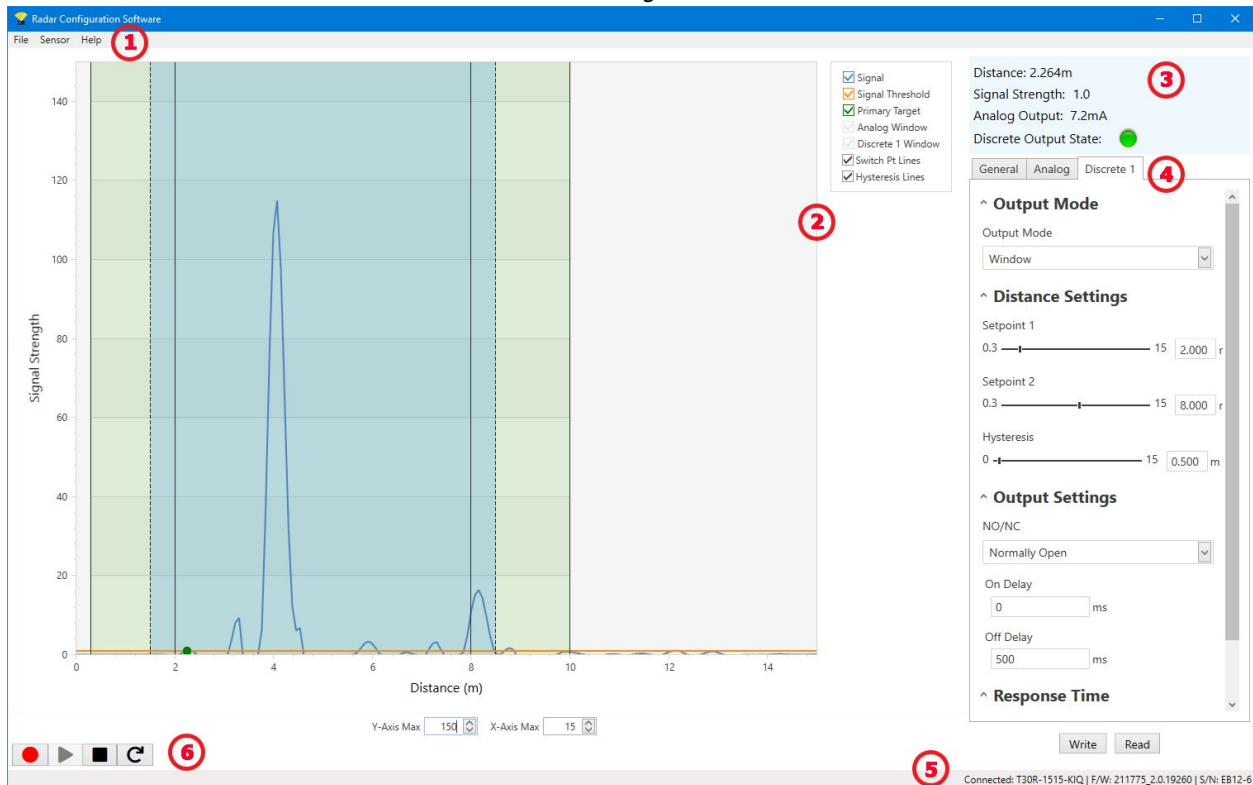 Radar Configuration Software
File Sensor Help
1
Signal
Signal Threshold
Primary Target
Analog Window
Discrete 1 Window
Switch Pt Lines
Hysteresis Lines
2
Distance: 2.264m
Signal Strength: 1.0
Analog Output: 7.2mA
Discrete Output State:
3
General Analog Discrete 1
4
Output Mode
Output Mode
Window
Distance Settings
Setpoint 1
0.3 15 2.000 r
Setpoint 2
0.3 15 8.000 r
Hysteresis
0 15 0.500 m
Output Settings
NO/NC
Normally Open
On Delay
0 ms
Off Delay
500 ms
Response Time
Write Read
Signal Strength
140
120
100
80
60
40
20
0
0 2 4 6 8 10 12 14
Distance (m)
Y-Axis Max 150 X-Axis Max 15
6
5
Connected: T30R-1515-KIQ | F/W: 211775_2.0.19260 | S/N: EB12-6